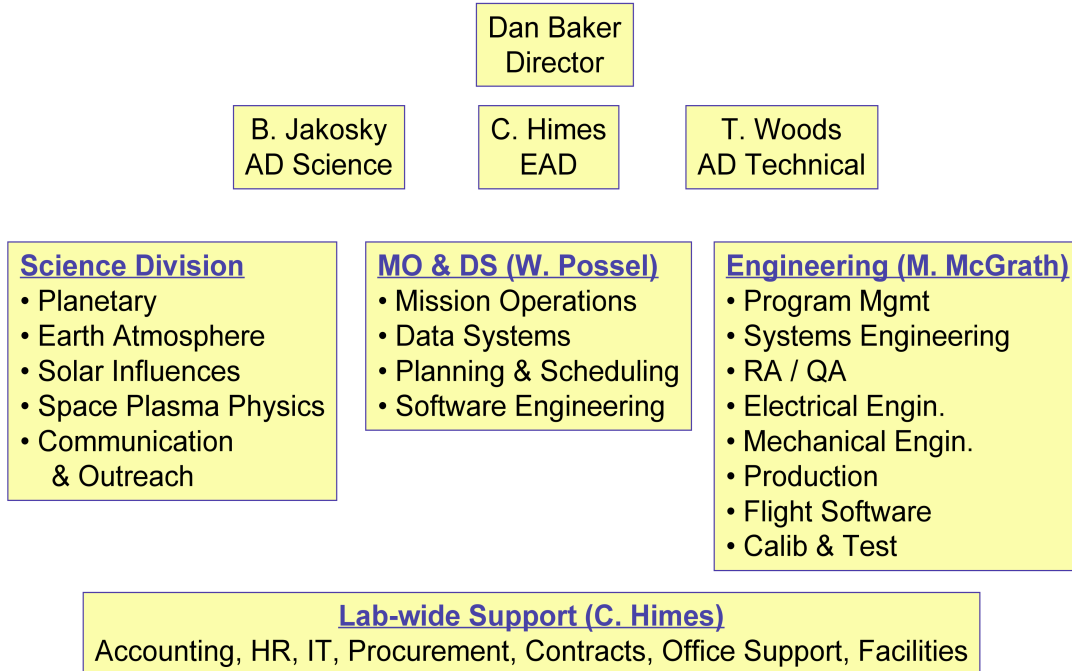 Dan Baker
Director
B. Jakosky
AD Science
C. Himes
EAD
T. Woods
AD Technical
Science Division
• Planetary
• Earth Atmosphere
• Solar Influences
• Space Plasma Physics
• Communication
& Outreach
MO & DS (W. Possel)
• Mission Operations
• Data Systems
• Planning & Scheduling
• Software Engineering
Engineering (M. McGrath)
• Program Mgmt
• Systems Engineering
• RA / QA
• Electrical Engin.
• Mechanical Engin.
• Production
• Flight Software
• Calib & Test
Lab-wide Support (C. Himes)
Accounting, HR, IT, Procurement, Contracts, Office Support, Facilities